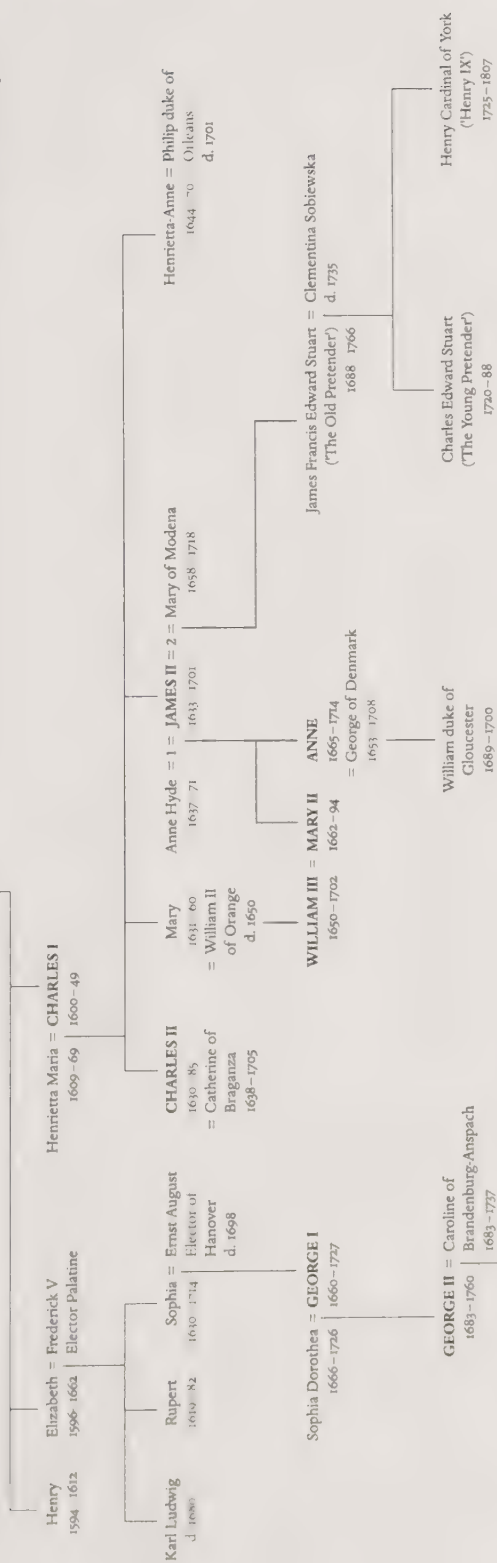 Henry
1594 1612
Elizabeth = Frederick V
1596-1662 Elector Palatine
Henrietta Maria = CHARLES I
1609-69 1600-49
Karl Ludwig
d
Rupert
82
Sophia = Ernst August
1630 1714 Elector of
Hanover
d. 1698
CHARLES II
1630 85
= Catherine of
Braganza
1638-1705
Mary
1631 60
= William II
of Orange
d. 1650
Anne Hyde = 1 = JAMES II = 2 = Mary of Modena
1637 71 1633 1701 1658 1718
Henrietta-Anne = Philip duke of
1644 70 Orleans
d. 1701
Sophia Dorothea = GEORGE I
1666-1726 1660-1727
WILLIAM III = MARY II
1650-1702 1662-94
ANNE
1665-1714
= George of Denmark
1653 1708
James Francis Edward Stuart = Clementina Sobiewska
('The Old Pretender') d. 1735
1688 1766
GEORGE II = Caroline of
1683-1760 Brandenburg-Anspach
1683-1737
William duke of
Gloucester
1689-1700
Charles Edward Stuart
('The Young Pretender')
1720-88
Henry Cardinal of York
('Henry IX')
1725-1807